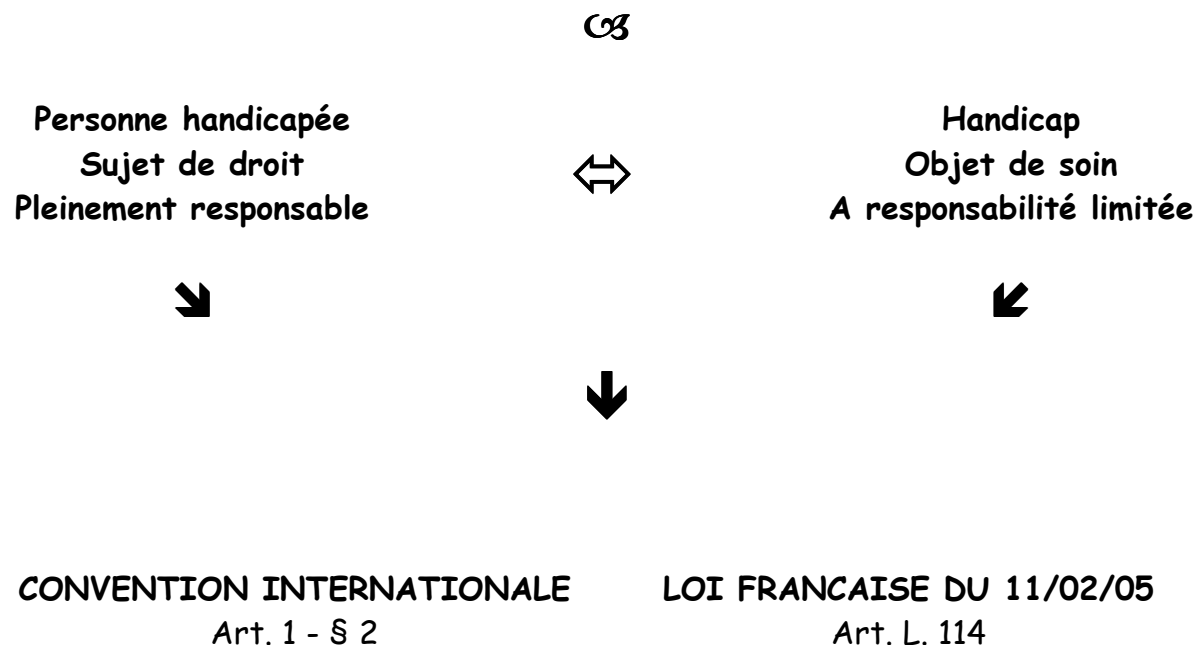 Personne handicapée
Sujet de droit
Pleinement responsable
Handicap
Objet de soin
A responsabilité limitée
CONVENTION INTERNATIONALE
Art. 1 - § 2
LOI FRANCAISE DU 11/02/05
Art. L. 114